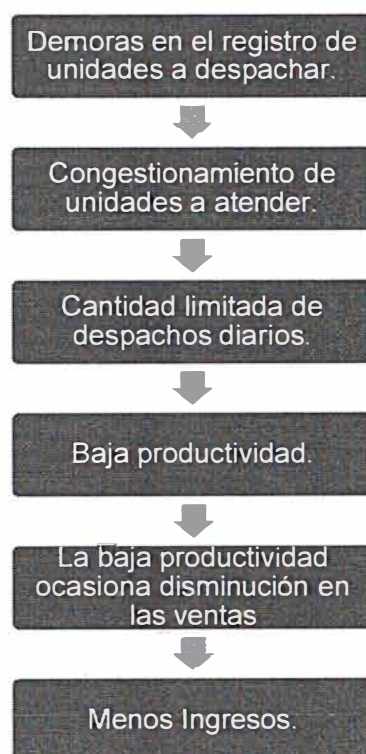 Demoras en el registro de
unidades a despachar.
Congestionamiento de
unidades a atender.
Cantidad limitada de
despachos diarios.
Baja productividad.
La baja productividad
ocasiona disminución en
las ventas
Menos Ingresos.